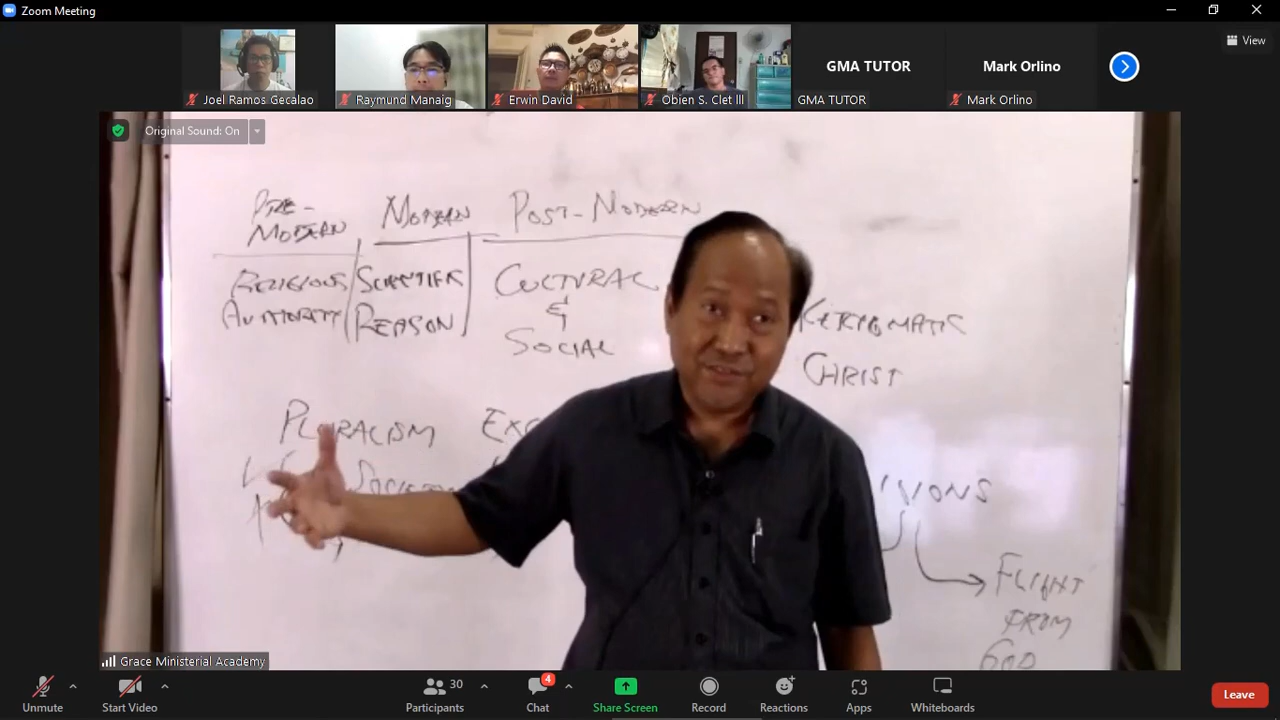 Zoom Meeting
View
Joel Ramos Gecalao
Raymund Manaig
Erwin David
Obien S. Clet III
GMA TUTOR
GMA TUTOR
Mark Orlino
Mark Orlino
Original Sound: On
PRE-
MODERN
MODERN
POST-MODERN
RELIGIOUS
AUTHORITY
SCIENTIFIC
REASON
CULTURAL
&
SOCIAL
KERYGMATIC
CHRIST
PLURALISM
FLIGHT
FROM
GOD
Grace Ministerial Academy
Unmute
Start Video
30
Participants
4
Chat
Share Screen
Record
Reactions
Apps
Whiteboards
Leave